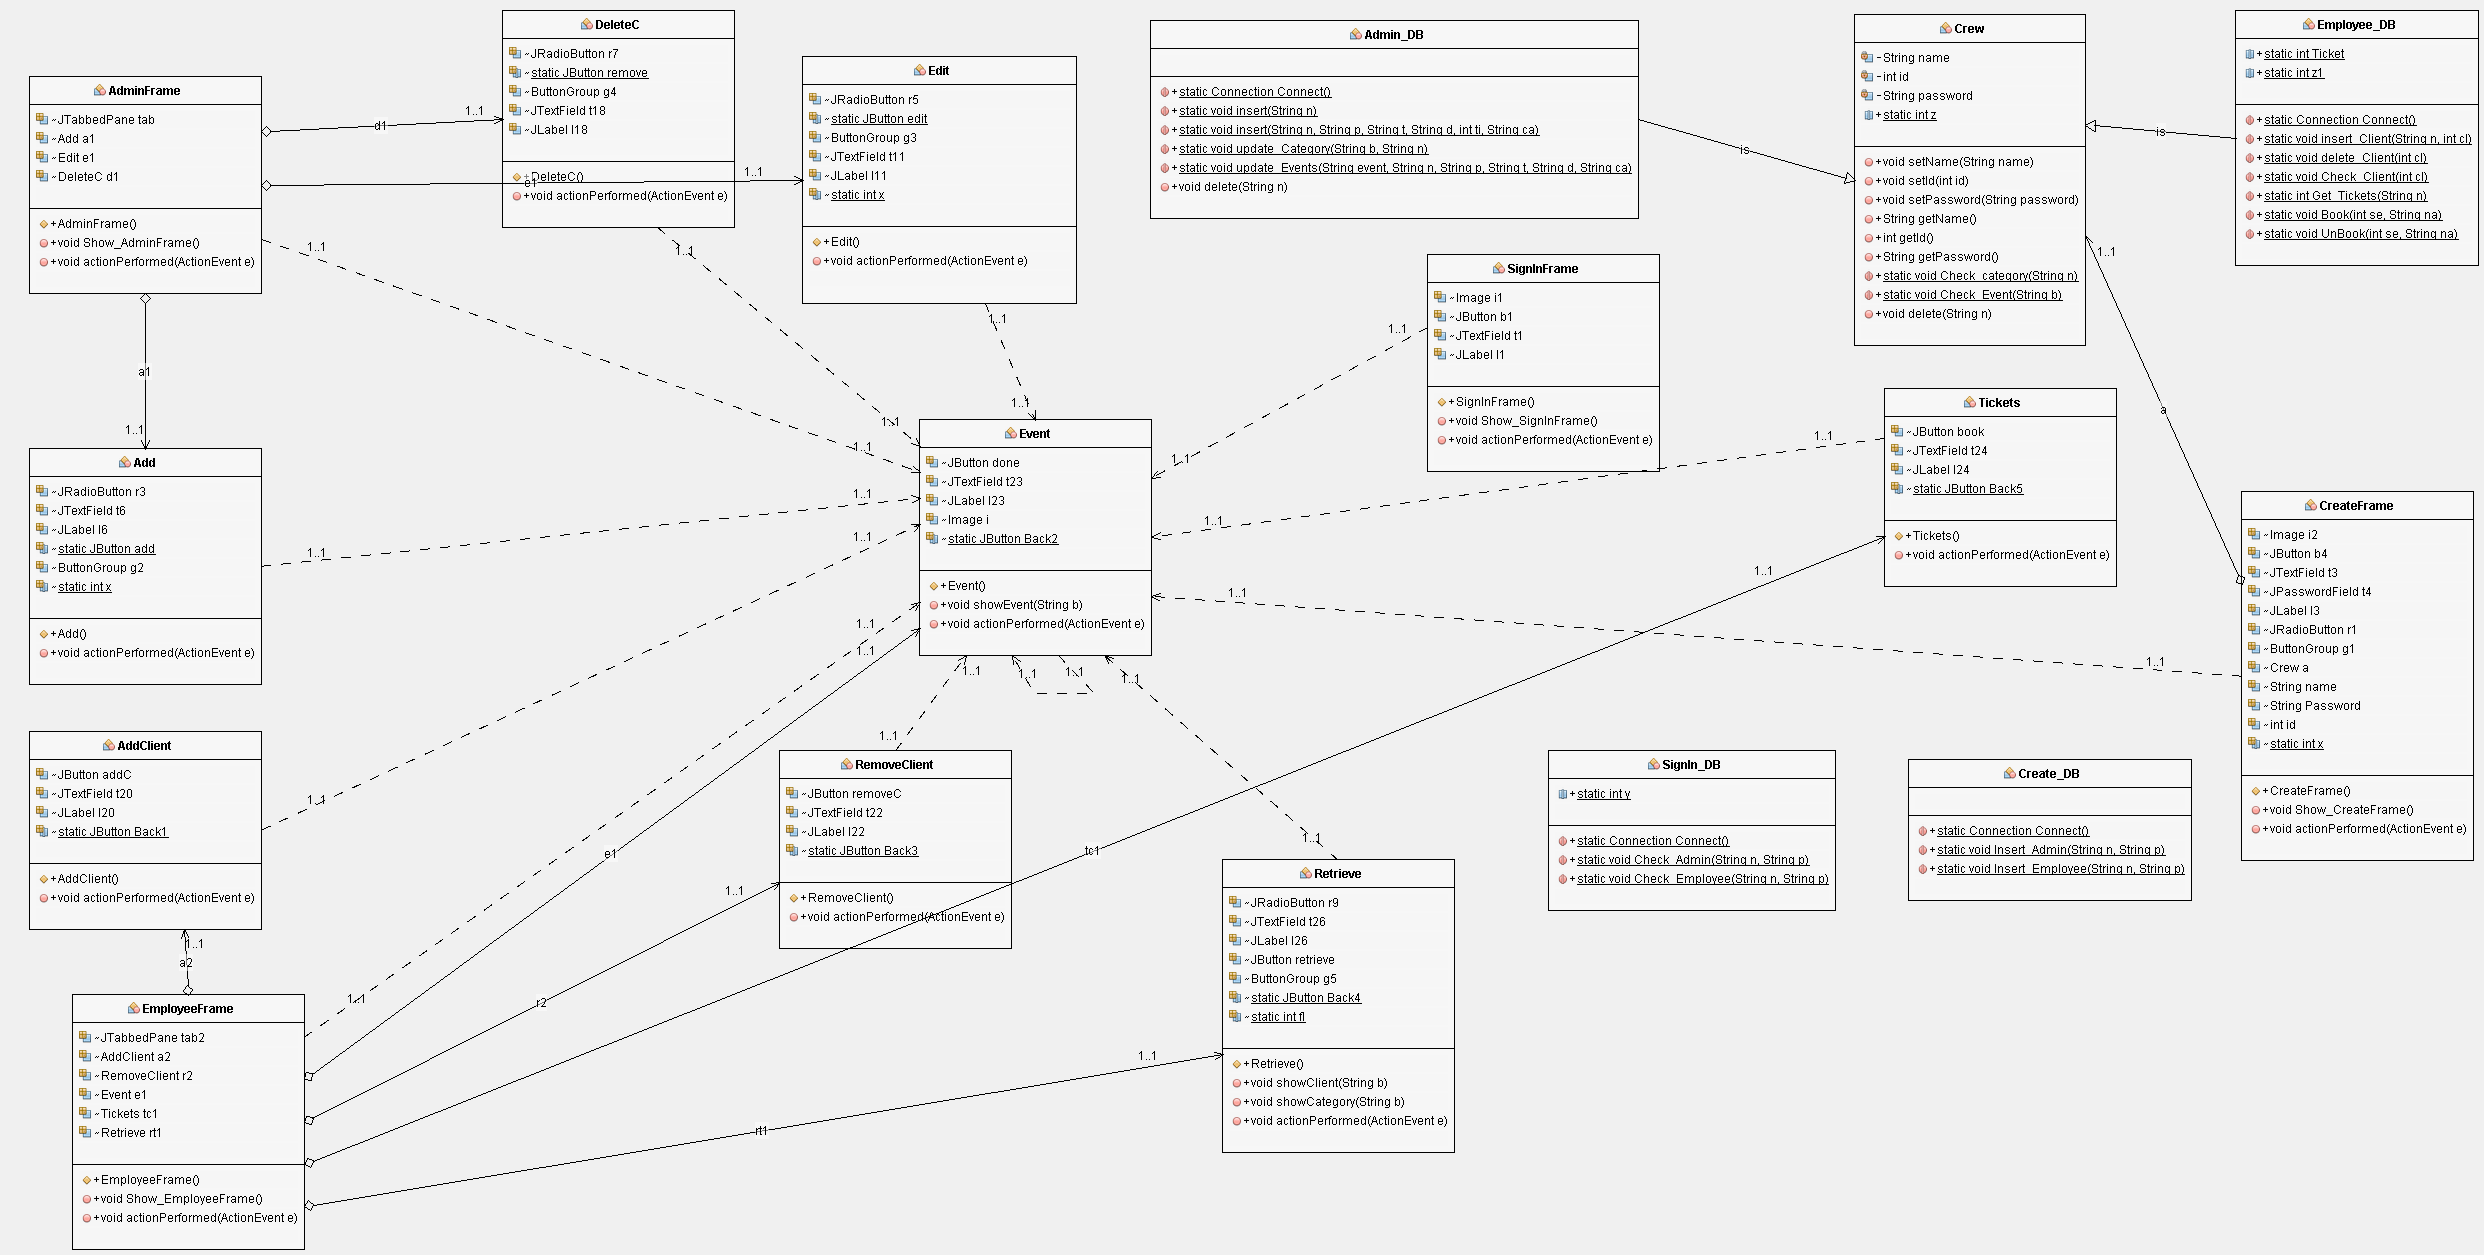 AdminFrame
~JTabbedPane tab
~Add a1
~Edit e1
~DeleteC d1
+AdminFrame()
+void Show_AdminFrame()
+void actionPerformed(ActionEvent e)
d1
1..1
e1
1..1
1..1
1..1
a1
1..1
DeleteC
~JRadioButton r7
~static JButton remove
~ButtonGroup g4
~JTextField t18
~JLabel l18
+DeleteC()
+void actionPerformed(ActionEvent e)
1..1
1..1
Edit
~JRadioButton r5
~static JButton edit
~ButtonGroup g3
~JTextField t11
~JLabel l11
~static int x
+Edit()
+void actionPerformed(ActionEvent e)
1..1
1..1
Admin_DB
+static Connection Connect()
+static void insert(String n)
+static void insert(String n, String p, String t, String d, int ti, String ca)
+static void update_Category(String b, String n)
+static void update_Events(String event, String n, String p, String t, String d, String ca)
+void delete(String n)
is
Crew
-String name
-int id
-String password
+static int z
+void setName(String name)
+void setId(int id)
+void setPassword(String password)
+String getName()
+int getId()
+String getPassword()
+static void Check_category(String n)
+static void Check_Event(String b)
+void delete(String n)
is
1..1
a
Employee_DB
+static int Ticket
+static int z1
+static Connection Connect()
+static void insert_Client(String n, int cl)
+static void delete_Client(int cl)
+static void Check_Client(int cl)
+static int Get_Tickets(String n)
+static void Book(int se, String na)
+static void UnBook(int se, String na)
SignInFrame
~Image i1
~JButton b1
~JTextField t1
~JLabel l1
+SignInFrame()
+void Show_SignInFrame()
+void actionPerformed(ActionEvent e)
1..1
1..1
Tickets
~JButton book
~JTextField t24
~JLabel l24
~static JButton Back5
+Tickets()
+void actionPerformed(ActionEvent e)
1..1
1..1
1..1
Add
~JRadioButton r3
~JTextField t6
~JLabel l6
~static JButton add
~ButtonGroup g2
~static int x
+Add()
+void actionPerformed(ActionEvent e)
1..1
1..1
Event
~JButton done
~JTextField t23
~JLabel l23
~Image i
~static JButton Back2
+Event()
+void showEvent(String b)
+void actionPerformed(ActionEvent e)
1..1
1..1
1..1
1..1
1..1
1..1
1..1
1..1
CreateFrame
~Image i2
~JButton b4
~JTextField t3
~JPasswordField t4
~JLabel l3
~JRadioButton r1
~ButtonGroup g1
~Crew a
~String name
~String Password
~int id
~static int x
+CreateFrame()
+void Show_CreateFrame()
+void actionPerformed(ActionEvent e)
1..1
AddClient
~JButton addC
~JTextField t20
~JLabel l20
~static JButton Back1
+AddClient()
+void actionPerformed(ActionEvent e)
1..1
1..1
a2
RemoveClient
~JButton removeC
~JTextField t22
~JLabel l22
~static JButton Back3
+RemoveClient()
+void actionPerformed(ActionEvent e)
1..1
1..1
SignIn_DB
+static int y
+static Connection Connect()
+static void Check_Admin(String n, String p)
+static void Check_Employee(String n, String p)
Create_DB
+static Connection Connect()
+static void Insert_Admin(String n, String p)
+static void Insert_Employee(String n, String p)
Retrieve
~JRadioButton r9
~JTextField t26
~JLabel l26
~JButton retrieve
~ButtonGroup g5
~static JButton Back4
~static int fl
+Retrieve()
+void showClient(String b)
+void showCategory(String b)
+void actionPerformed(ActionEvent e)
1..1
1..1
EmployeeFrame
~JTabbedPane tab2
~AddClient a2
~RemoveClient r2
~Event e1
~Tickets tc1
~Retrieve rt1
+EmployeeFrame()
+void Show_EmployeeFrame()
+void actionPerformed(ActionEvent e)
1..1
e1
r2
tc1
rt1